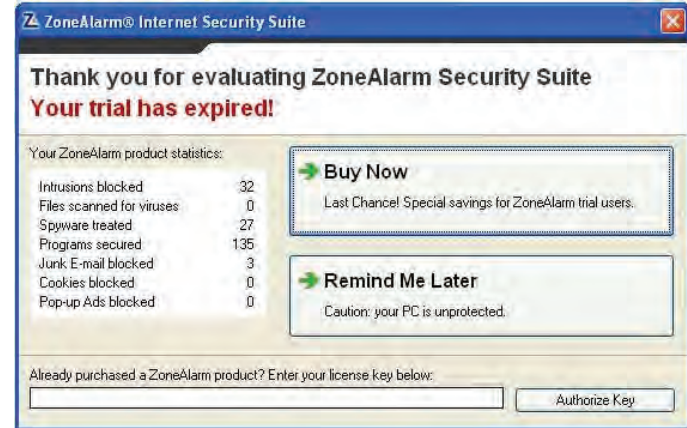 ZoneAlarm® Internet Security Suite
Thank you for evaluating ZoneAlarm Security Suite
Your trial has expired!
Your ZoneAlarm product statistics:
Intrusions blocked 32
Files scanned for viruses 0
Spyware treated 27
Programs secured 135
Junk E-mail blocked 3
Cookies blocked 0
Pop-up Ads blocked 0
Buy Now
Last Chance! Special savings for ZoneAlarm trial users.
Remind Me Later
Caution: your PC is unprotected.
Already purchased a ZoneAlarm product? Enter your license key below:
Authorize Key